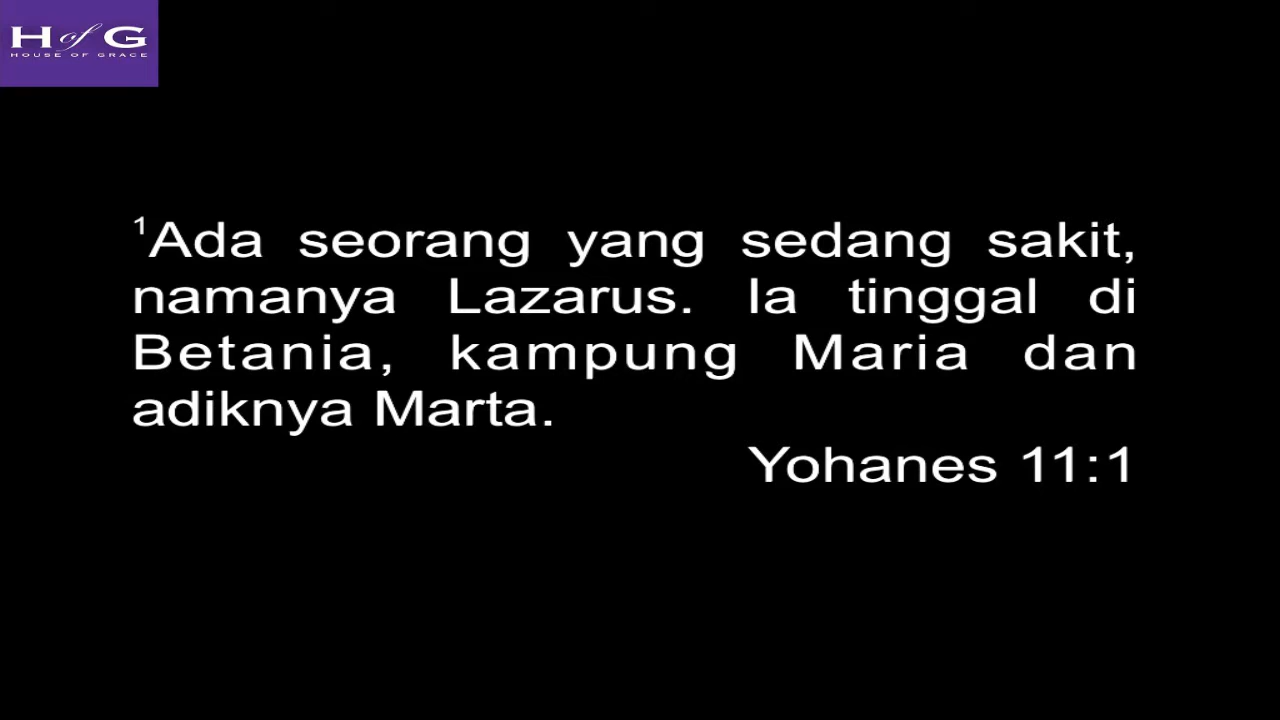 H of G
HOUSE OF GRACE
¹Ada seorang yang sedang sakit,
namanya Lazarus. Ia tinggal di
Betania, kampung Maria dan
adiknya Marta.
Yohanes 11:1